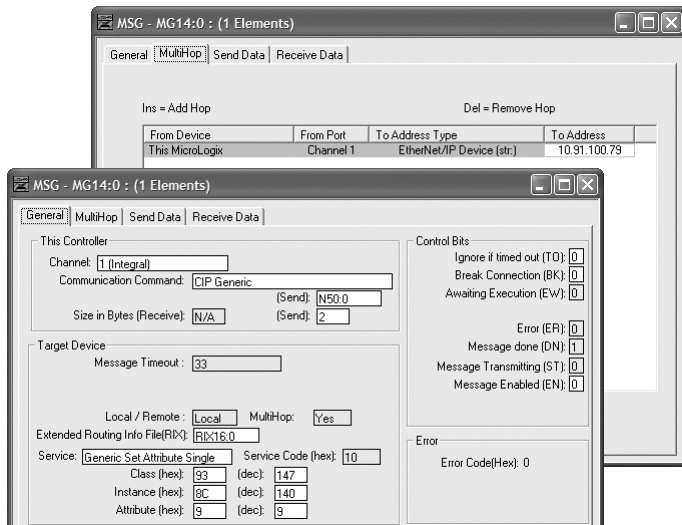 MSG - MG14:0 : (1 Elements)
General MultiHop Send Data Receive Data
Ins = Add Hop Del = Remove Hop
From Device From Port To Address Type To Address
This MicroLogix Channel 1 EtherNet/IP Device (str.) 10.91.100.79
MSG - MG14:0 : (1 Elements)
General MultiHop Send Data Receive Data
This Controller
Channel: 1 (Integral)
Communication Command: CIP Generic
(Send): N50:0
Size in Bytes (Receive): N/A (Send): 2
Target Device
Message Timeout : 33
Local / Remote : Local MultiHop: Yes
Extended Routing Info File(RIX): RIX16:0
Service: Generic Set Attribute Single Service Code (hex): 10
Class (hex): 93 (dec): 147
Instance (hex): 8C (dec): 140
Attribute (hex): 9 (dec): 9
Control Bits
Ignore if timed out (TO): 0
Break Connection (BK): 0
Awaiting Execution (EW): 0
Error (ER): 0
Message done (DN): 1
Message Transmitting (ST): 0
Message Enabled (EN): 0
Error
Error Code(Hex): 0